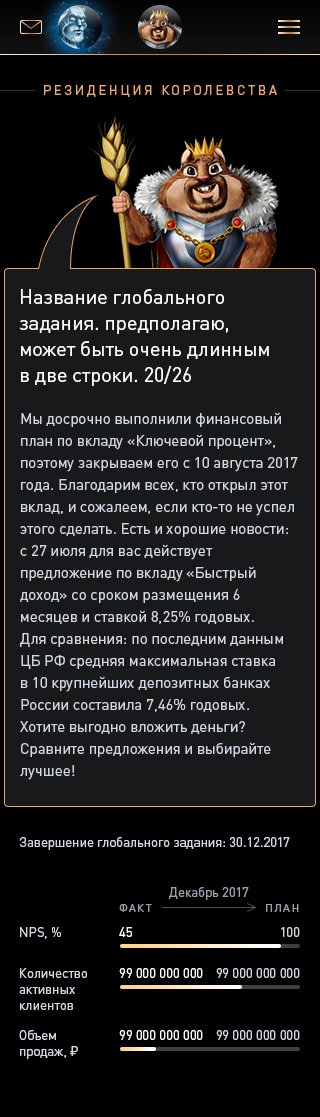 РЕЗИДЕНЦИЯ КОРОЛЕВСТВА
Название глобального
задания. предполагаю,
может быть очень длинным
в две строки. 20/26
Мы досрочно выполнили финансовый
план по вкладу «Ключевой процент»,
поэтому закрываем его с 10 августа 2017
года. Благодарим всех, кто открыл этот
вклад, и сожалеем, если кто-то не успел
этого сделать. Есть и хорошие новости:
с 27 июля для вас действует
предложение по вкладу «Быстрый
доход» со сроком размещения 6
месяцев и ставкой 8,25% годовых.
Для сравнения: по последним данным
ЦБ РФ средняя максимальная ставка
в 10 крупнейших депозитных банках
России составила 7,46% годовых.
Хотите выгодно вложить деньги?
Сравните предложения и выбирайте
лучшее!
Завершение глобального задания: 30.12.2017
Декабрь 2017
ФАКТ ПЛАН
NPS, % 45 100
Количество 99 000 000 000 99 000 000 000
активных
клиентов
Объем 99 000 000 000 99 000 000 000
продаж, ₽